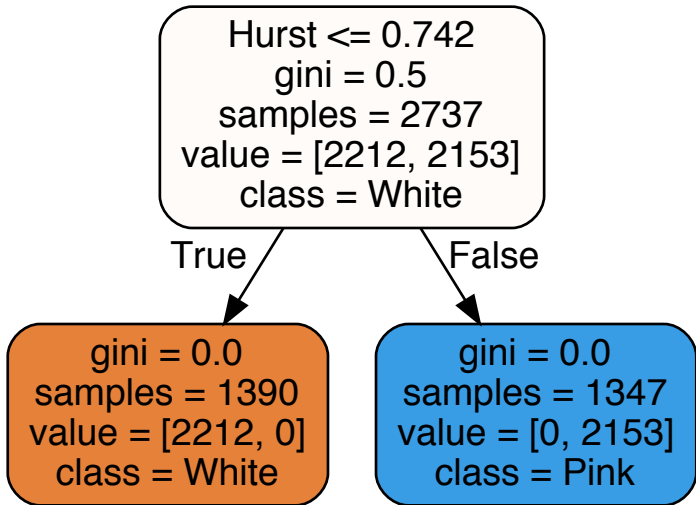 Hurst <= 0.742
gini = 0.5
samples = 2737
value = [2212, 2153]
class = White
True
False
gini = 0.0
samples = 1390
value = [2212, 0]
class = White
gini = 0.0
samples = 1347
value = [0, 2153]
class = Pink